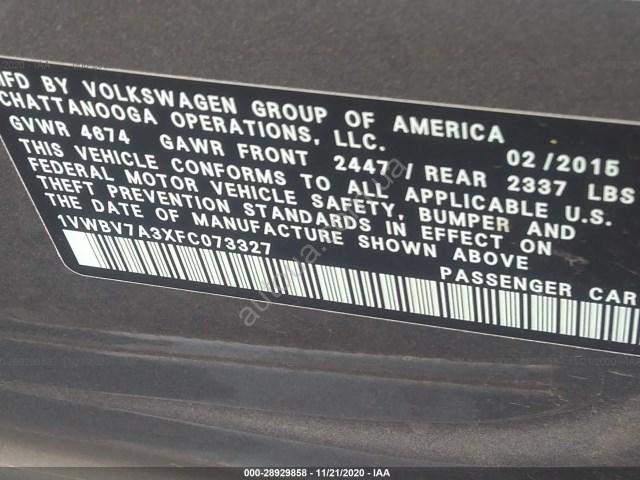 MFD BY VOLKSWAGEN GROUP OF AMERICA
CHATTANOOGA OPERATIONS, LLC.
GVWR 4674 GAWR FRONT 2447 / REAR 2337 LBS 02/2015
THIS VEHICLE CONFORMS TO ALL APPLICABLE U.S.
FEDERAL MOTOR VEHICLE SAFETY, BUMPER AND
THEFT PREVENTION STANDARDS IN EFFECT ON
THE DATE OF MANUFACTURE SHOWN ABOVE
1VWBV7A3XFC073327
PASSENGER CAR
000-28929858 - 11/21/2020 - IAA